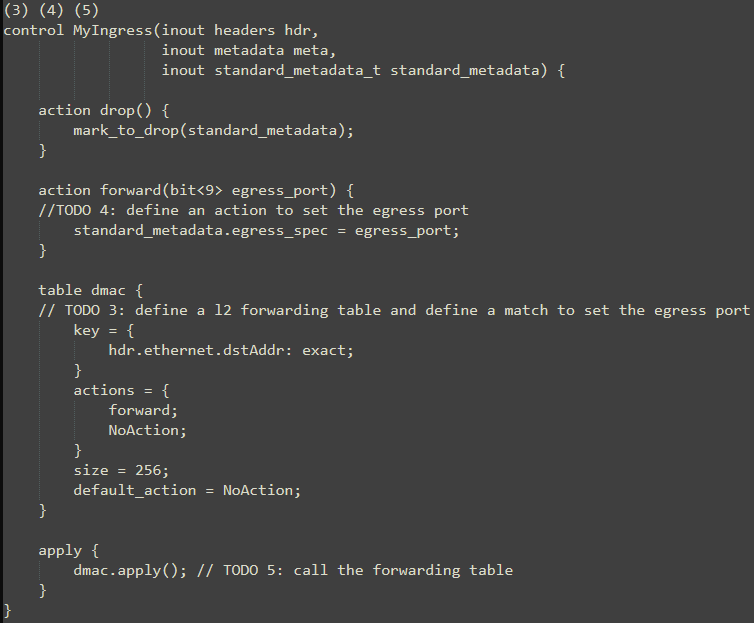 (3) (4) (5)
control MyIngress(inout headers hdr,
                  inout metadata meta,
                  inout standard_metadata_t standard_metadata) {

    action drop() {
        mark_to_drop(standard_metadata);
    }

    action forward(bit<9> egress_port) {
    //TODO 4: define an action to set the egress port
        standard_metadata.egress_spec = egress_port;
    }

    table dmac {
    // TODO 3: define a l2 forwarding table and define a match to set the egress port
        key = {
            hdr.ethernet.dstAddr: exact;
        }
        actions = {
            forward;
            NoAction;
        }
        size = 256;
        default_action = NoAction;
    }

    apply {
        dmac.apply(); // TODO 5: call the forwarding table
    }
}